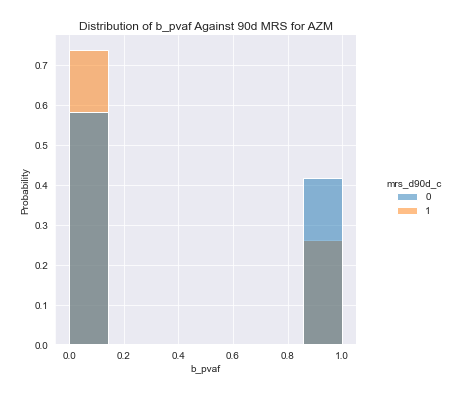 Distribution of b_pvaf Against 90d MRS for AZM
0.7
0.6
0.5
0.4
0.3
0.2
0.1
0.0
Probability
0.0 0.2 0.4 0.6 0.8 1.0
b_pvaf
mrs_d90d_c
0
1